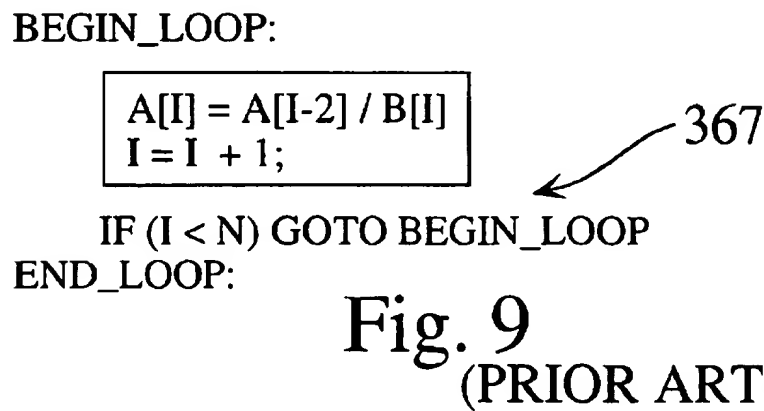 BEGIN_LOOP:
A[I] = A[I-2] / B[I]
I = I + 1;
367
IF (I < N) GOTO BEGIN_LOOP
END_LOOP:
Fig. 9
(PRIOR ART